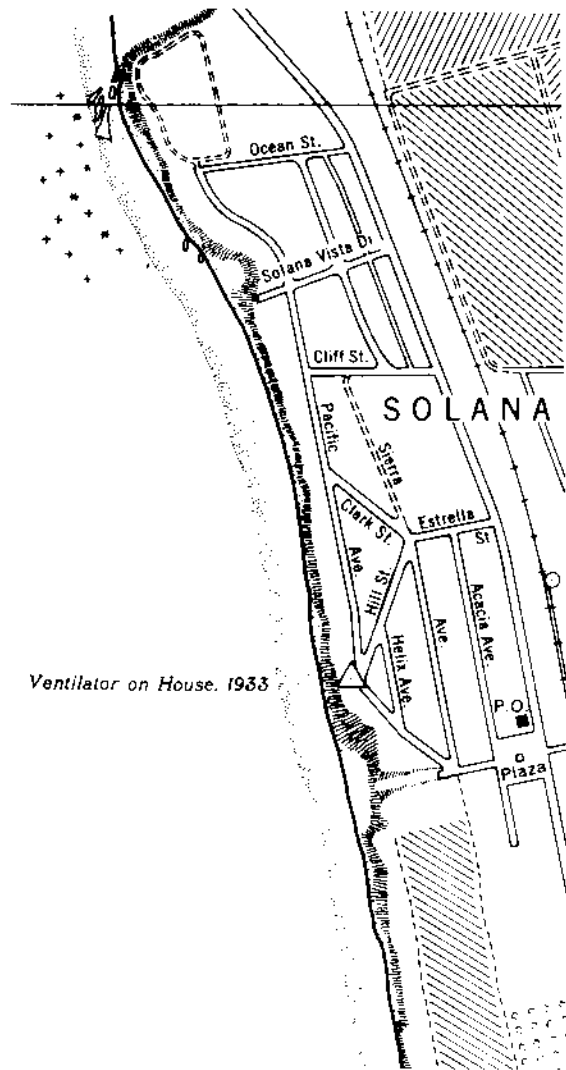 Ocean St.
Solana Vista Dr
Cliff St.
SOLANA
Pacific
Ave.
Sierra
Ave.
Clark St.
Estrella
St
Hill St.
Helix Ave.
Acacia Ave.
Ventilator on House. 1933
P.O.
Plaza